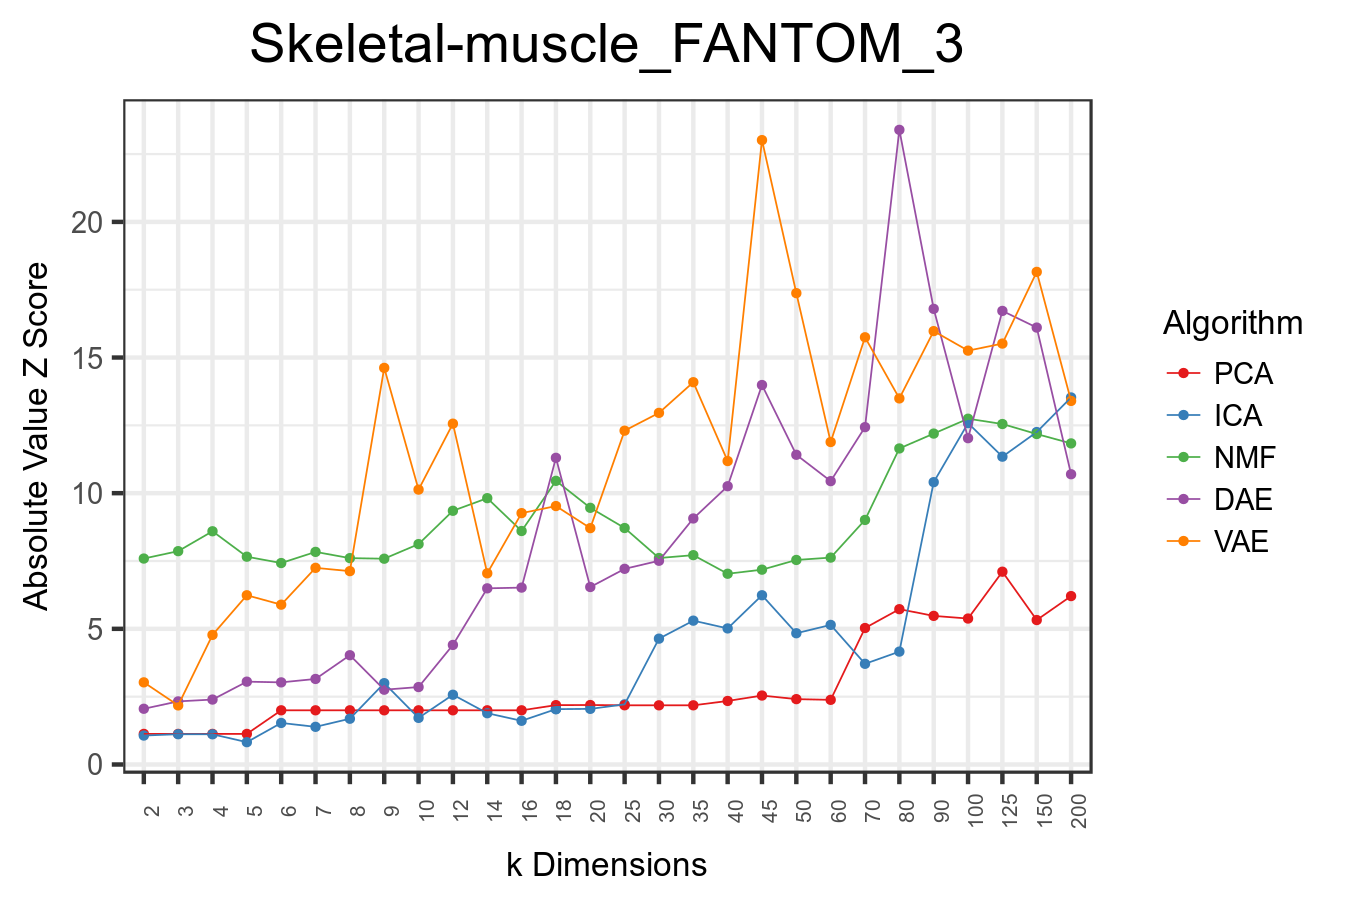 Skeletal-muscle_FANTOM_3
Absolute Value Z Score
20
15
10
5
0
2 3 4 5 6 7 8 9 10 12 14 16 18 20 25 30 35 40 45 50 60 70 80 90 100 125 150 200
k Dimensions
Algorithm
PCA
ICA
NMF
DAE
VAE